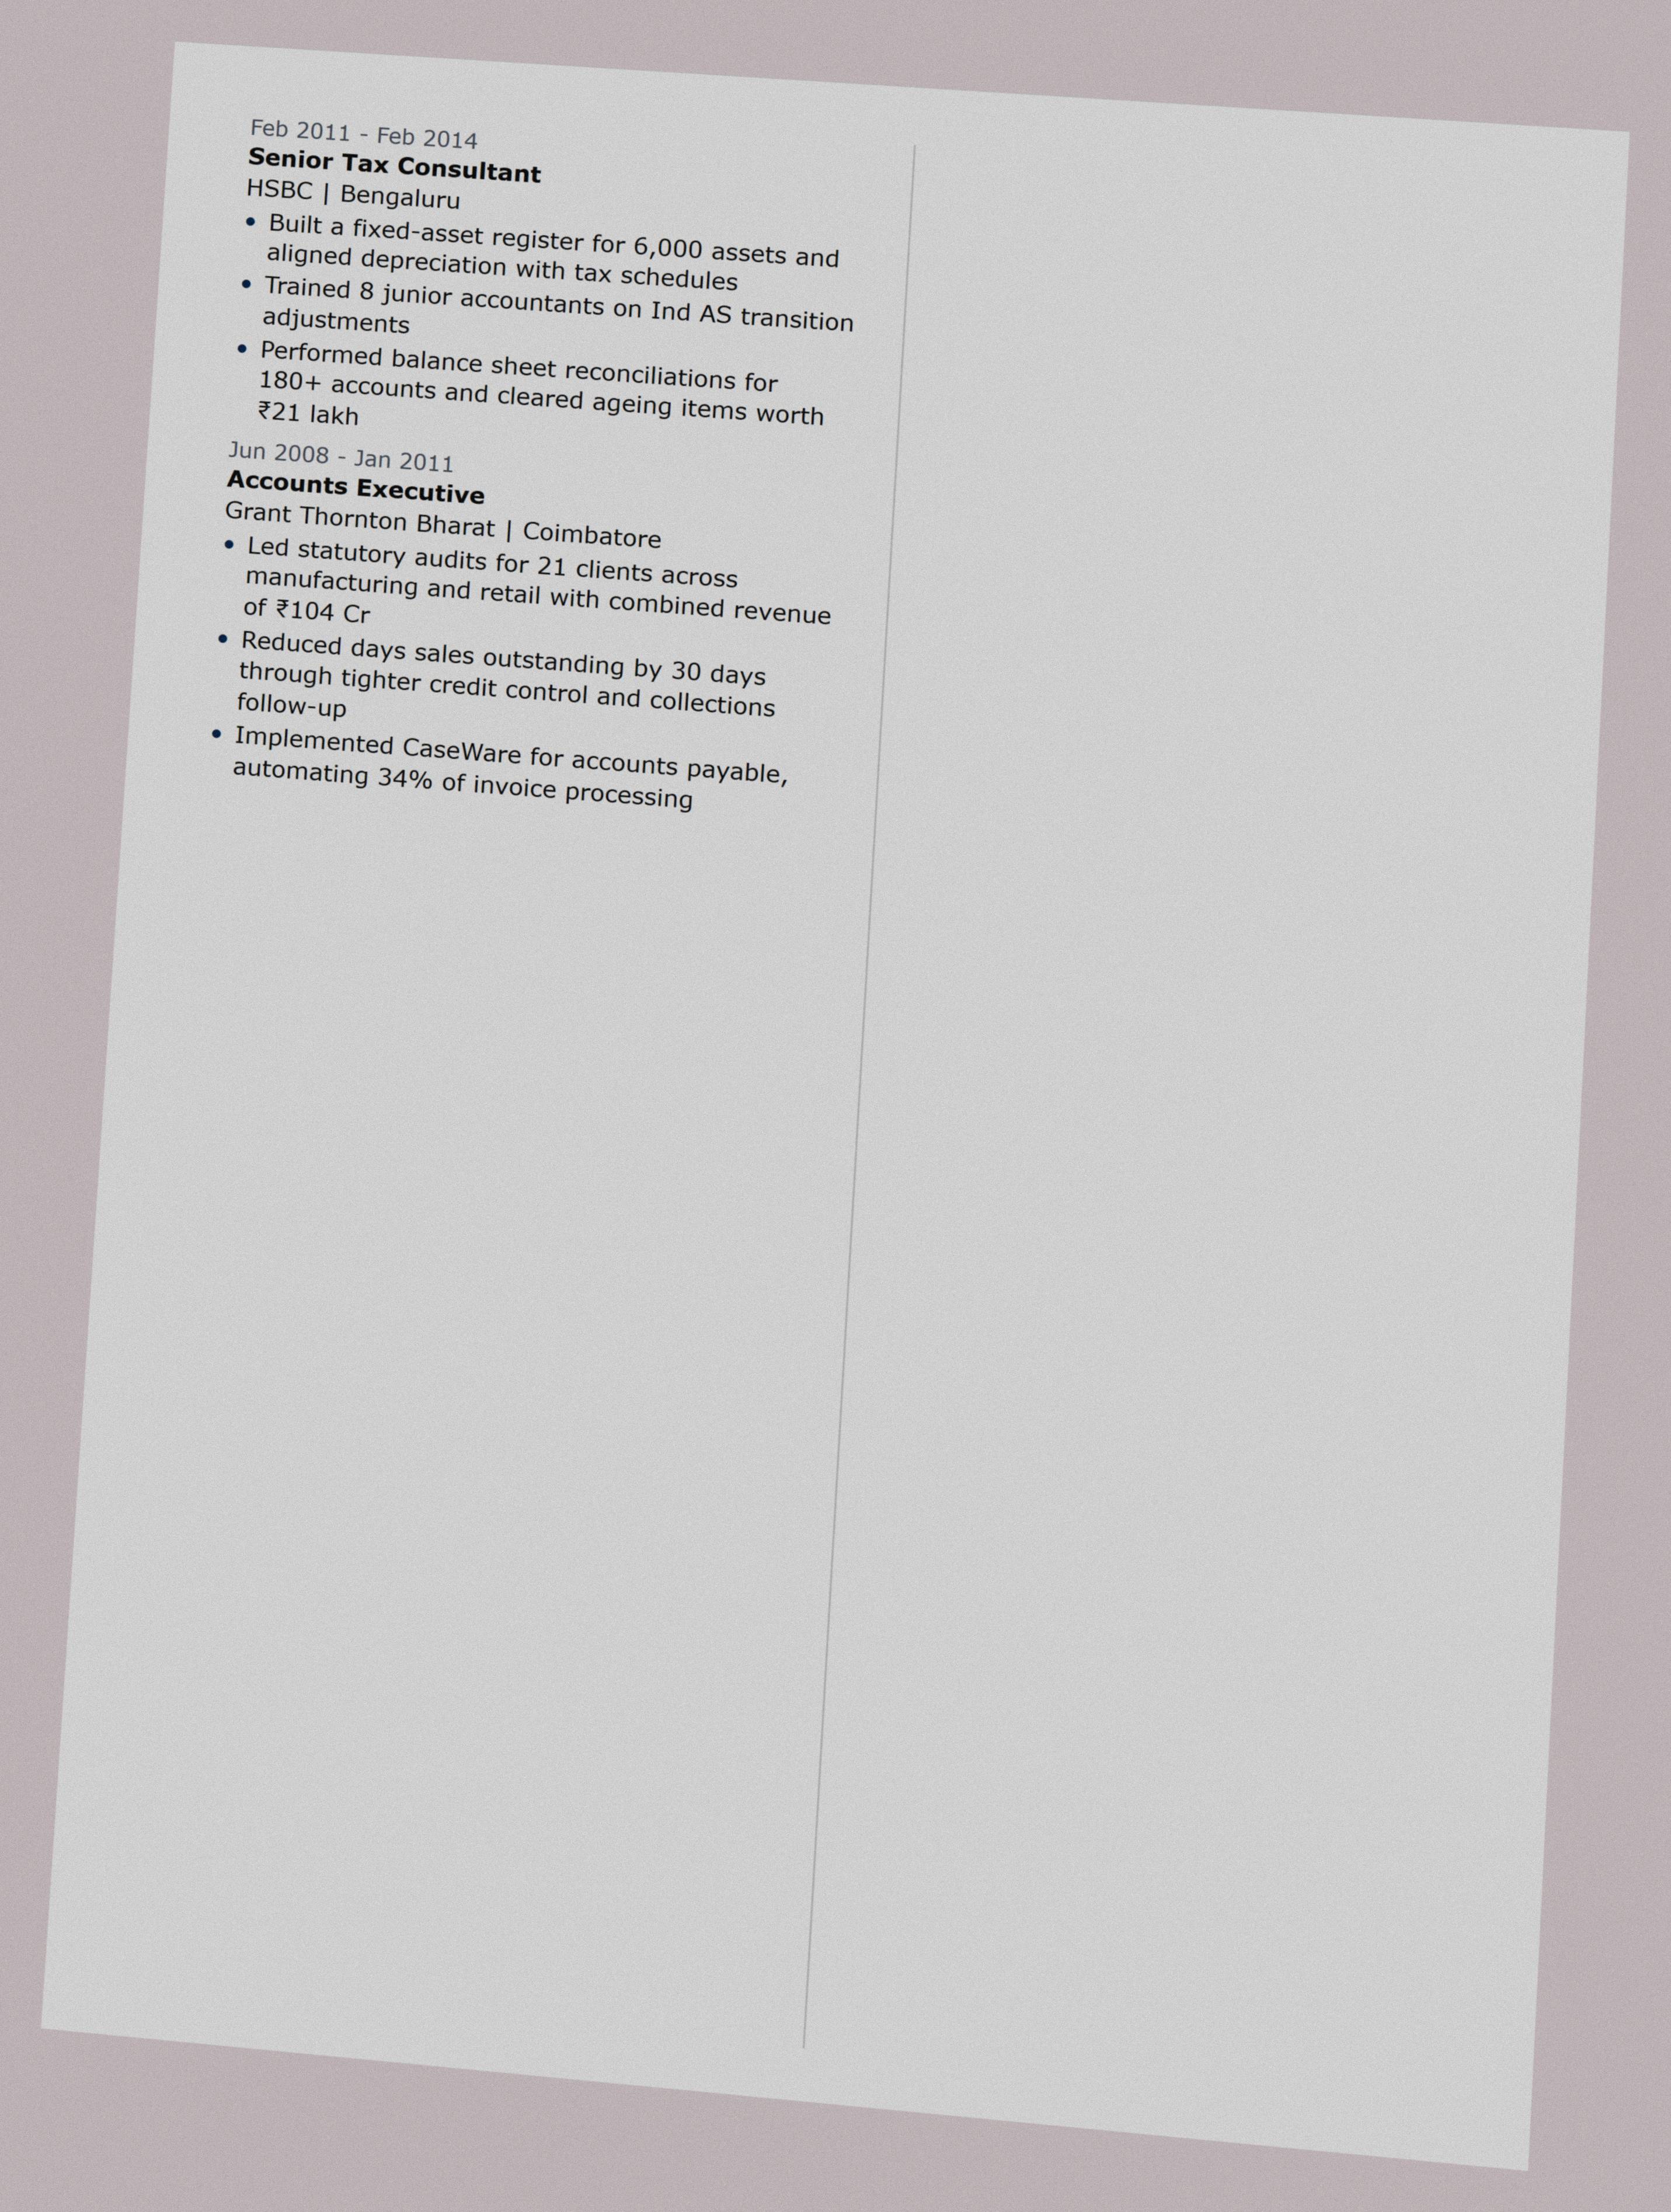 Feb 2011 - Feb 2014
Senior Tax Consultant
HSBC | Bengaluru
• Built a fixed-asset register for 6,000 assets and
aligned depreciation with tax schedules
• Trained 8 junior accountants on Ind AS transition
adjustments
• Performed balance sheet reconciliations for
180+ accounts and cleared ageing items worth
₹21 lakh
Jun 2008 - Jan 2011
Accounts Executive
Grant Thornton Bharat | Coimbatore
• Led statutory audits for 21 clients across
manufacturing and retail with combined revenue
of ₹104 Cr
• Reduced days sales outstanding by 30 days
through tighter credit control and collections
follow-up
• Implemented CaseWare for accounts payable,
automating 34% of invoice processing